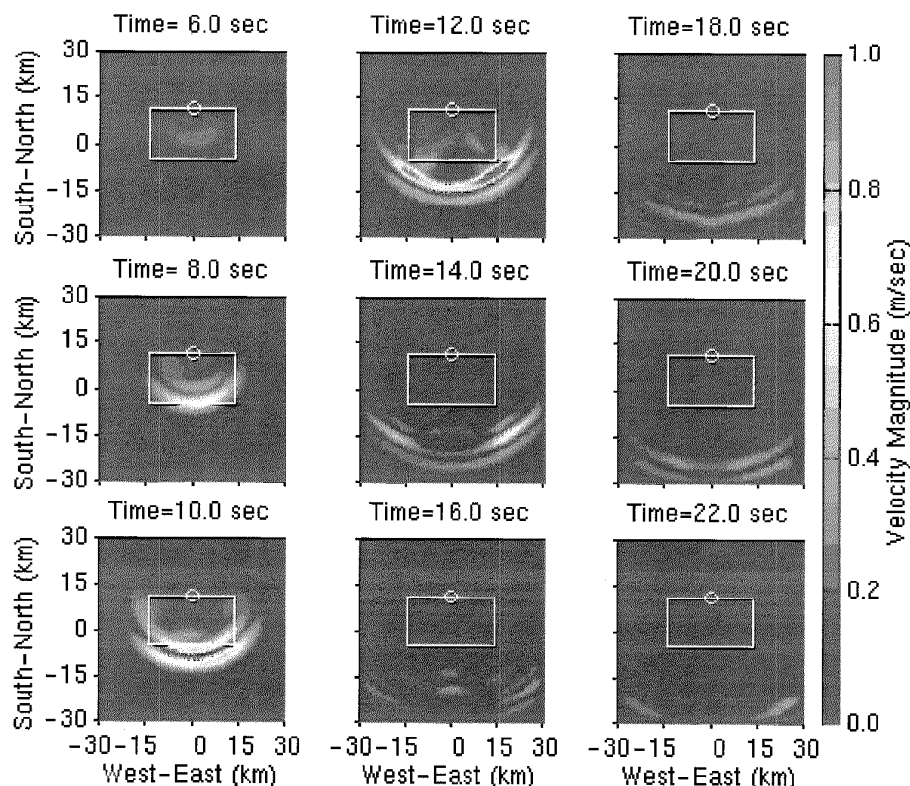 Time= 6.0 sec
Time=12.0 sec
Time=18.0 sec
30
15
0
-15
-30
South-North (km)
1.0
0.8
0.6
0.4
0.2
0.0
Velocity Magnitude (m/sec)
Time= 8.0 sec
Time=14.0 sec
Time=20.0 sec
30
15
0
-15
-30
South-North (km)
Time=10.0 sec
Time=16.0 sec
Time=22.0 sec
30
15
0
-15
-30
South-North (km)
-30-15 0 15 30
-30-15 0 15 30
-30-15 0 15 30
West-East (km)
West-East (km)
West-East (km)